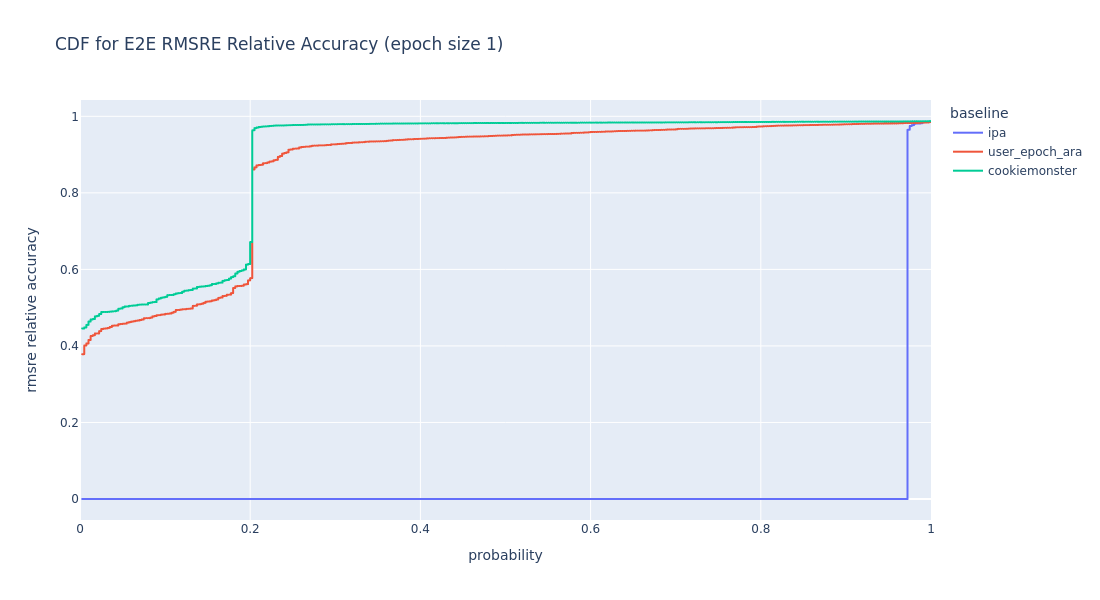 CDF for E2E RMSRE Relative Accuracy (epoch size 1)
baseline
ipa
user_epoch_ara
cookiemonster
rmsre relative accuracy
1
0.8
0.6
0.4
0.2
0
0 0.2 0.4 0.6 0.8 1
probability